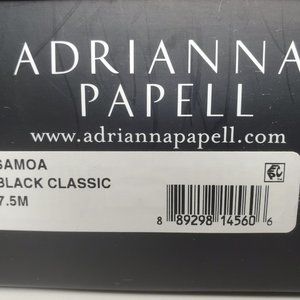 ADRIANNA
PAPELL
www.adriannapapell.com
SAMOA
BLACK CLASSIC
7.5M
8 89298 14560 6